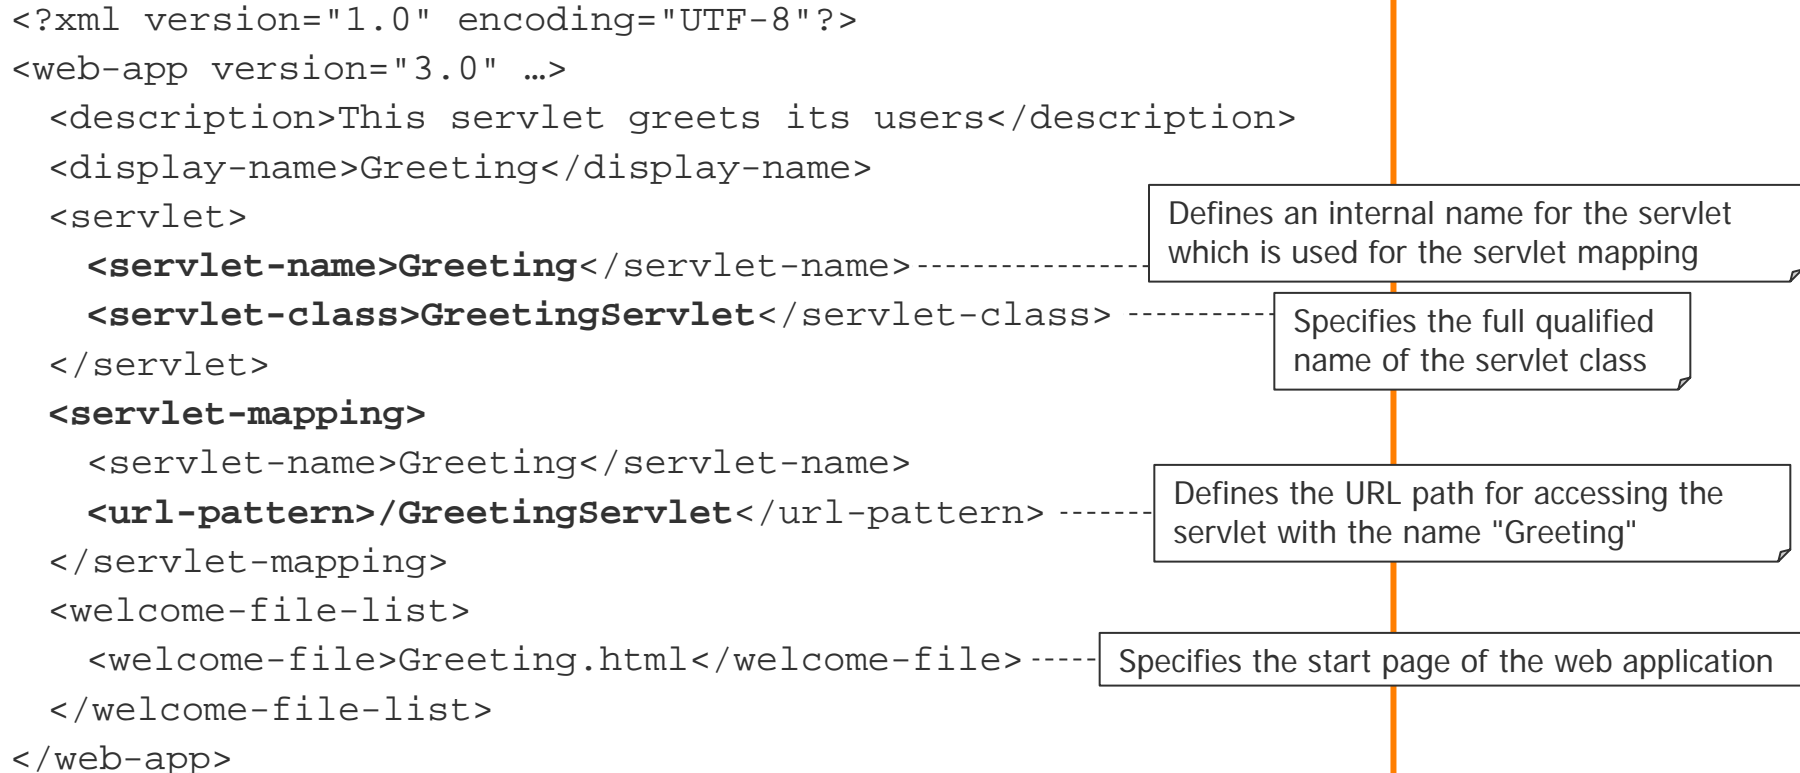 <?xml version="1.0" encoding="UTF-8"?>
<web-app version="3.0" …>
<description>This servlet greets its users</description>
<display-name>Greeting</display-name>
<servlet>
<servlet-name>Greeting</servlet-name>
Defines an internal name for the servlet
which is used for the servlet mapping
<servlet-class>GreetingServlet</servlet-class>
Specifies the full qualified
name of the servlet class
</servlet>
<servlet-mapping>
<servlet-name>Greeting</servlet-name>
<url-pattern>/GreetingServlet</url-pattern>
Defines the URL path for accessing the
servlet with the name "Greeting"
</servlet-mapping>
<welcome-file-list>
<welcome-file>Greeting.html</welcome-file>
Specifies the start page of the web application
</welcome-file-list>
</web-app>